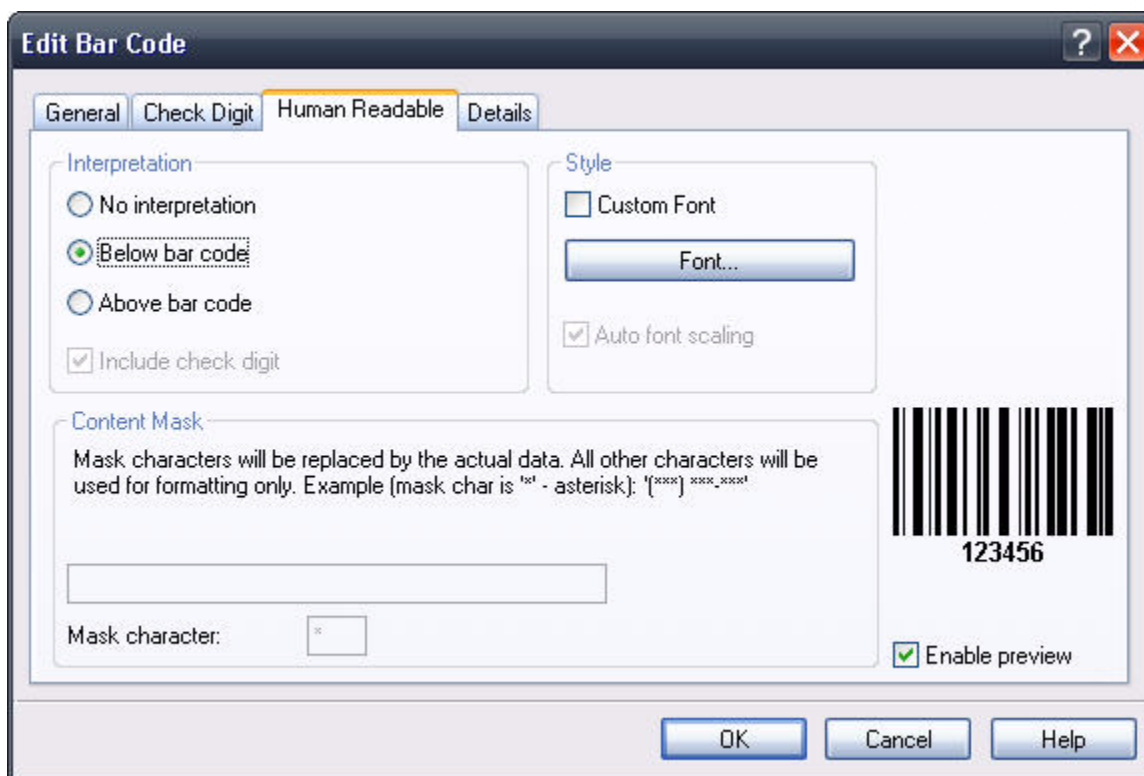 Edit Bar Code
?
General
Check Digit
Human Readable
Details
Interpretation
No interpretation
Below bar code
Above bar code
Include check digit
Style
Custom Font
Font...
Auto font scaling
Content Mask
Mask characters will be replaced by the actual data. All other characters will be
used for formatting only. Example (mask char is '*' - asterisk): '(***) ***-***'
Mask character:
*
123456
Enable preview
OK
Cancel
Help